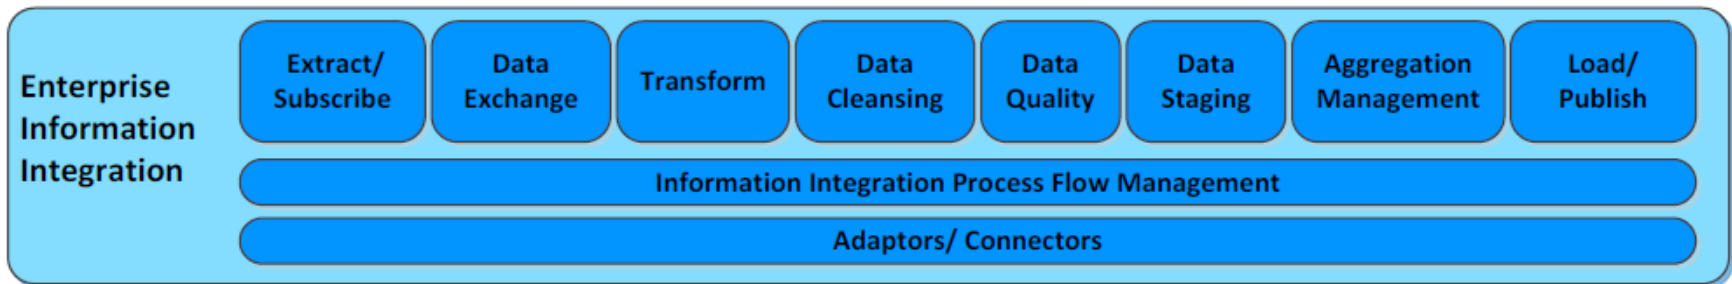 Enterprise
Information
Integration
Extract/
Subscribe
Data
Exchange
Transform
Data
Cleansing
Data
Quality
Data
Staging
Aggregation
Management
Load/
Publish
Information Integration Process Flow Management
Adaptors/ Connectors